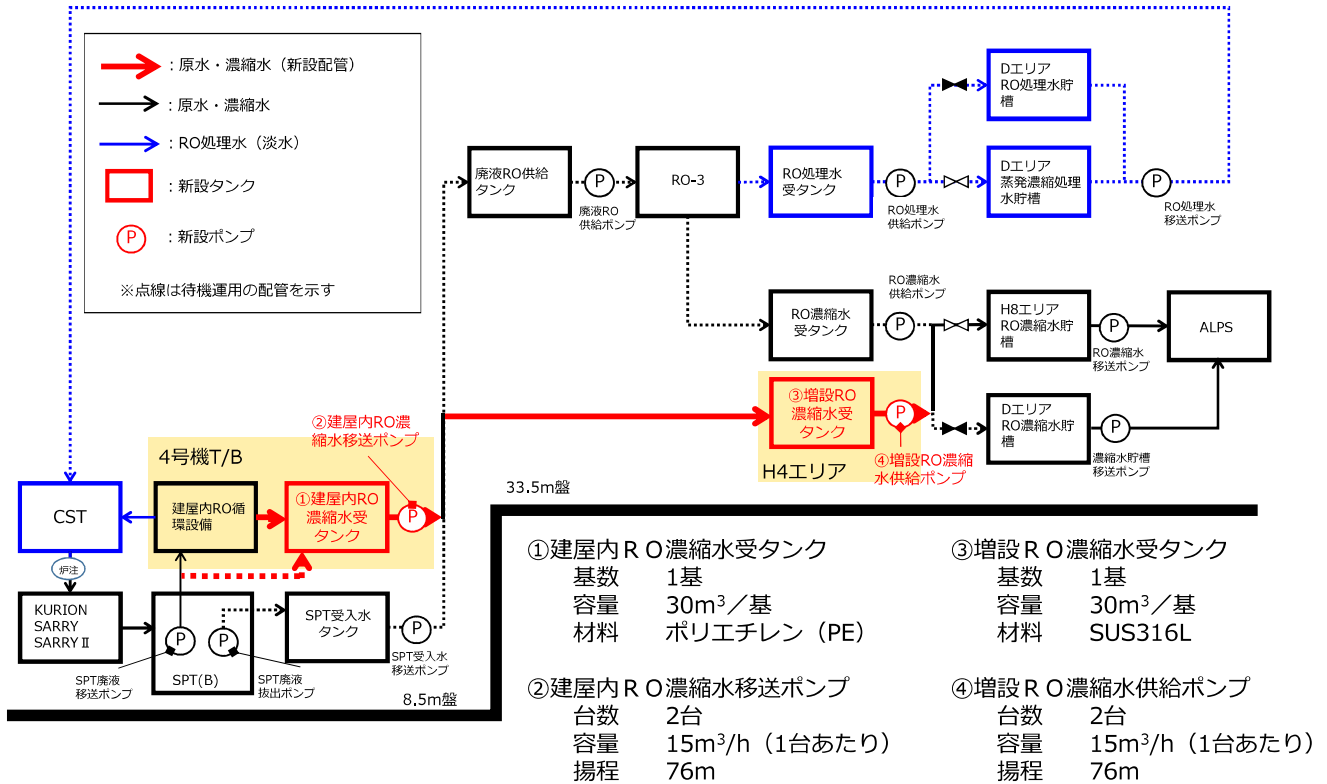 : 原水・濃縮水（新設配管）
: 原水・濃縮水
: RO処理水（淡水）
: 新設タンク
P
: 新設ポンプ
※点線は待機運用の配管を示す
廃液RO供給
タンク
P
廃液RO
供給ポンプ
RO-3
RO処理水
受タンク
P
RO処理水
供給ポンプ
Dエリア
RO処理水貯
槽
Dエリア
蒸発濃縮処理
水貯槽
P
RO処理水
移送ポンプ
RO濃縮水
受タンク
RO濃縮水
供給ポンプ
P
H8エリア
RO濃縮水貯
槽
P
RO濃縮水
移送ポンプ
ALPS
③増設RO
濃縮水受
タンク
P
H4エリア
④増設RO濃縮
水供給ポンプ
Dエリア
RO濃縮水貯
槽
P
濃縮水貯槽
移送ポンプ
②建屋内RO濃
縮水移送ポンプ
4号機T/B
CST
建屋内RO循
環設備
①建屋内RO
濃縮水受
タンク
P
炉注
KURION
SARRY
SARRYⅡ
P
P
SPT(B)
SPT廃液
移送ポンプ
SPT廃液
抜出ポンプ
SPT受入水
タンク
P
SPT受入水
移送ポンプ
33.5m盤
8.5m盤
①建屋内ＲＯ濃縮水受タンク
基数 1基
容量 30m³／基
材料 ポリエチレン（PE）
②建屋内ＲＯ濃縮水移送ポンプ
台数 2台
容量 15m³/h（1台あたり）
揚程 76m
③増設ＲＯ濃縮水受タンク
基数 1基
容量 30m³／基
材料 SUS316L
④増設ＲＯ濃縮水供給ポンプ
台数 2台
容量 15m³/h（1台あたり）
揚程 76m